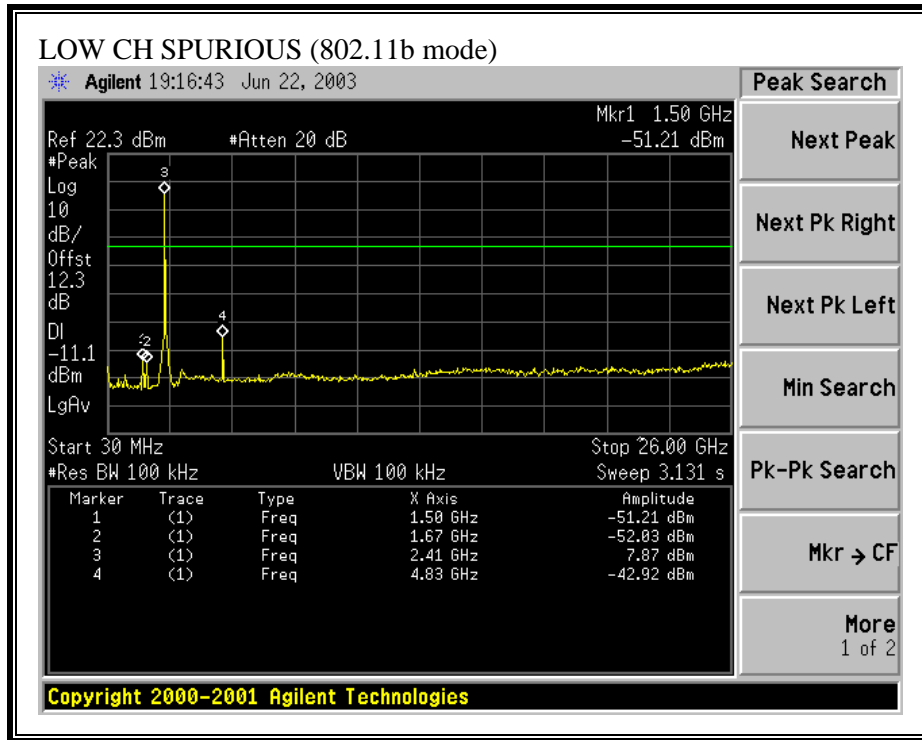 LOW CH SPURIOUS (802.11b mode)
Agilent 19:16:43 Jun 22, 2003
Peak Search
Mkr1 1.50 GHz
Ref 22.3 dBm #Atten 20 dB -51.21 dBm
Next Peak
#Peak
Log
10
dB/
Offst
12.3
dB
DI
-11.1
dBm
LgAv
3
4
2
Next Pk Right
Next Pk Left
Min Search
Start 30 MHz Stop 26.00 GHz
#Res BW 100 kHz VBW 100 kHz Sweep 3.131 s
Pk-Pk Search
Marker Trace Type X Axis Amplitude
1 (1) Freq 1.50 GHz -51.21 dBm
2 (1) Freq 1.67 GHz -52.03 dBm
3 (1) Freq 2.41 GHz 7.87 dBm
4 (1) Freq 4.83 GHz -42.92 dBm
Mkr → CF
More
1 of 2
Copyright 2000-2001 Agilent Technologies